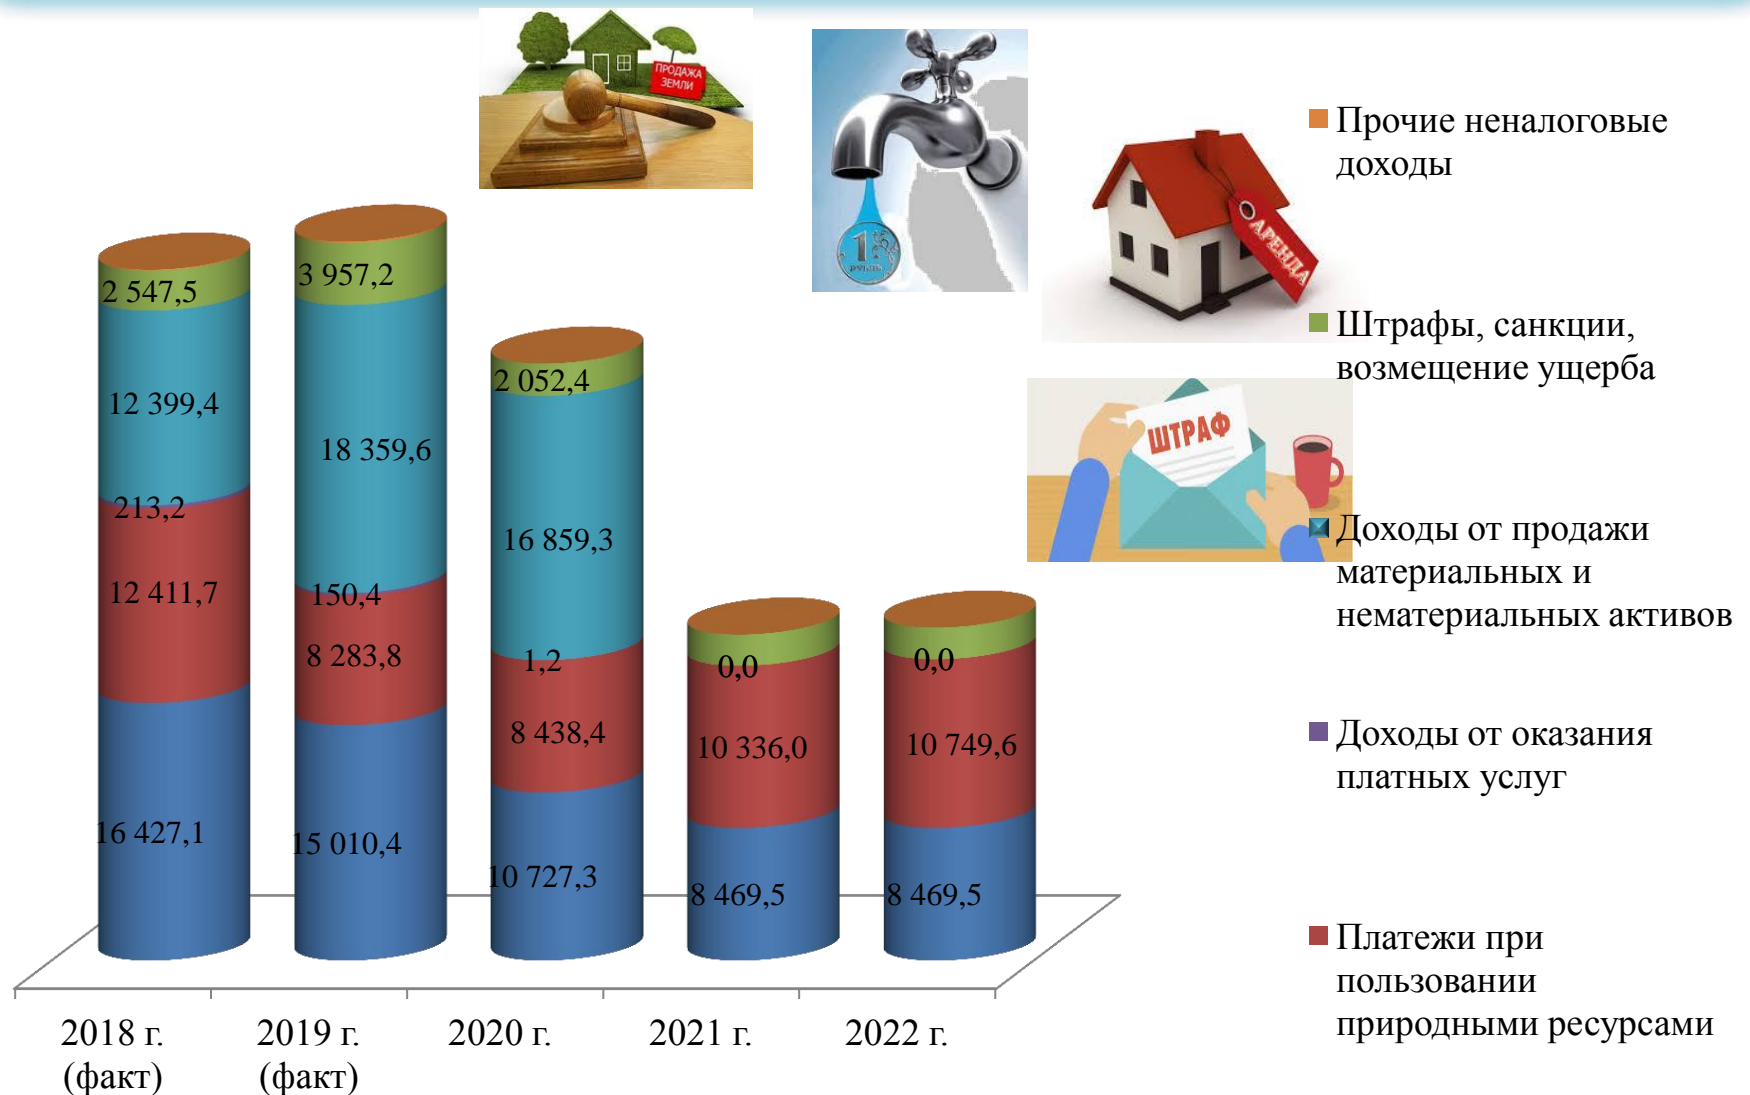 ПРОДАЖА
ЗЕМЛИ
1
РУБЛЬ
АРЕНДА
ШТРАФ
2 547,5
12 399,4
213,2
12 411,7
16 427,1
3 957,2
18 359,6
150,4
8 283,8
15 010,4
2 052,4
16 859,3
1,2
8 438,4
10 727,3
0,0
10 336,0
8 469,5
0,0
10 749,6
8 469,5
2018 г.
(факт)
2019 г.
(факт)
2020 г.
2021 г.
2022 г.
Прочие неналоговые
доходы
Штрафы, санкции,
возмещение ущерба
Доходы от продажи
материальных и
нематериальных активов
Доходы от оказания
платных услуг
Платежи при
пользовании
природными ресурсами